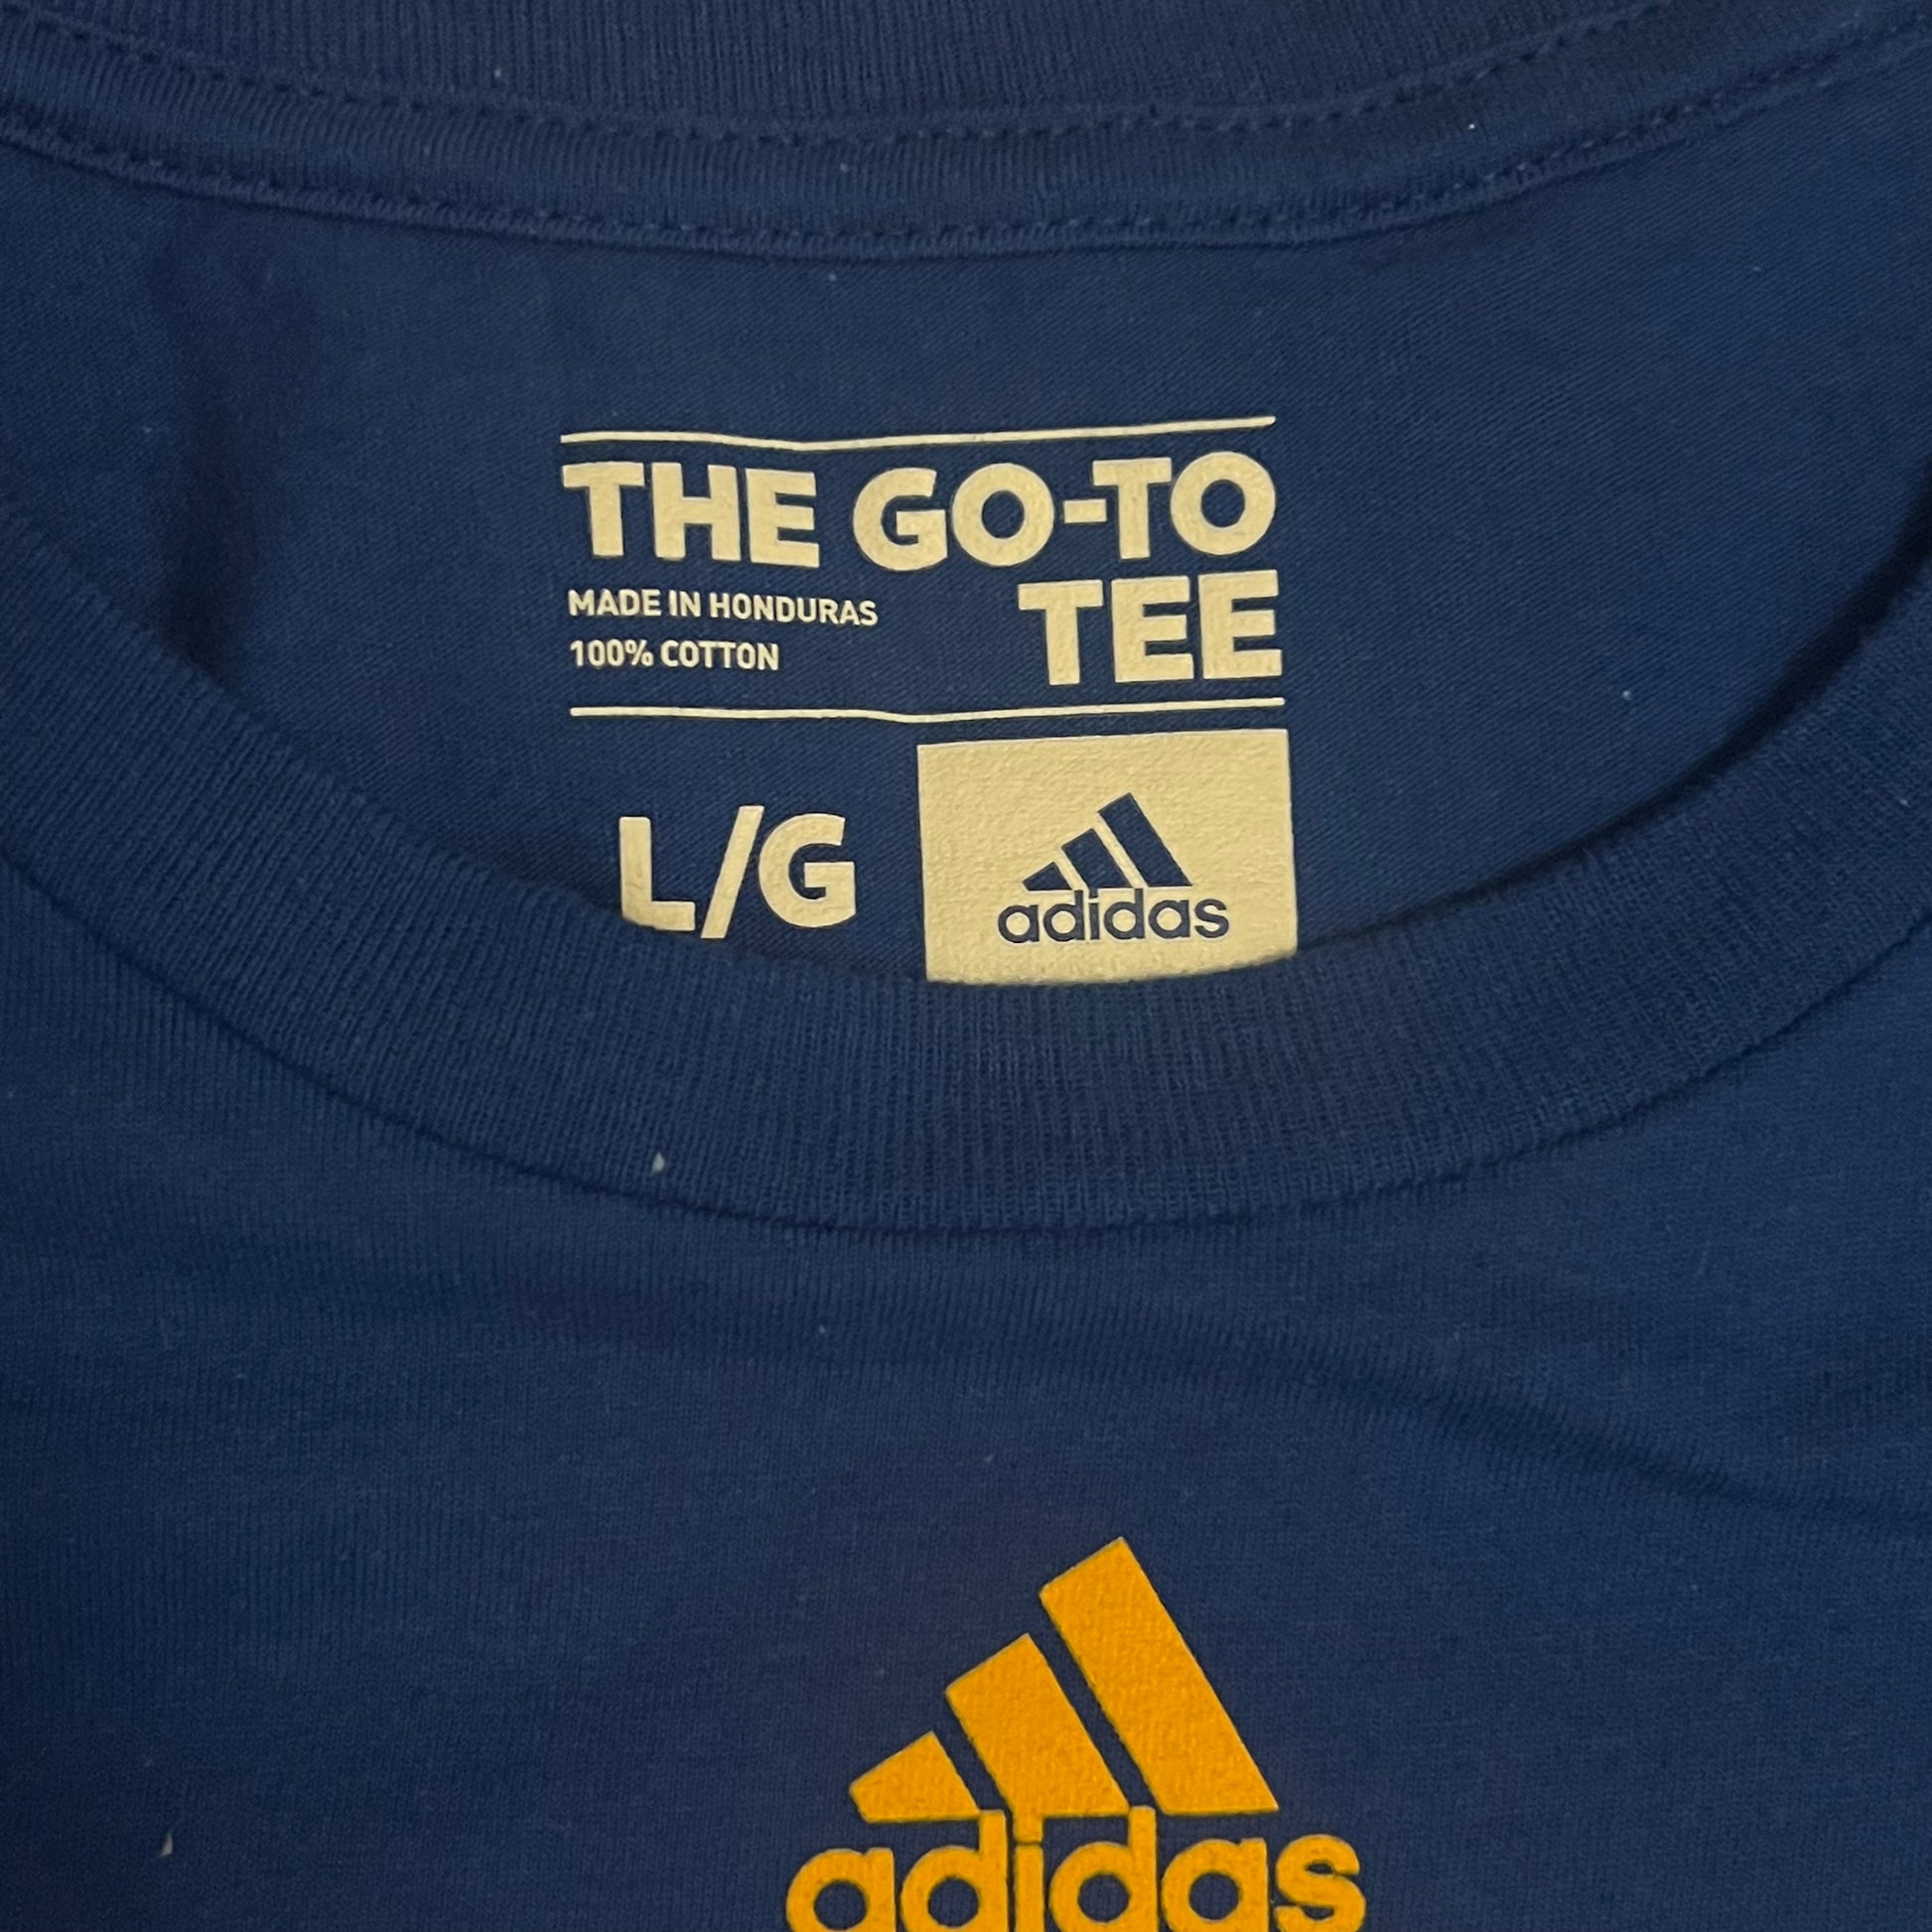 THE GO-TO
TEE
MADE IN HONDURAS
100% COTTON
L/G
adidas
adidas